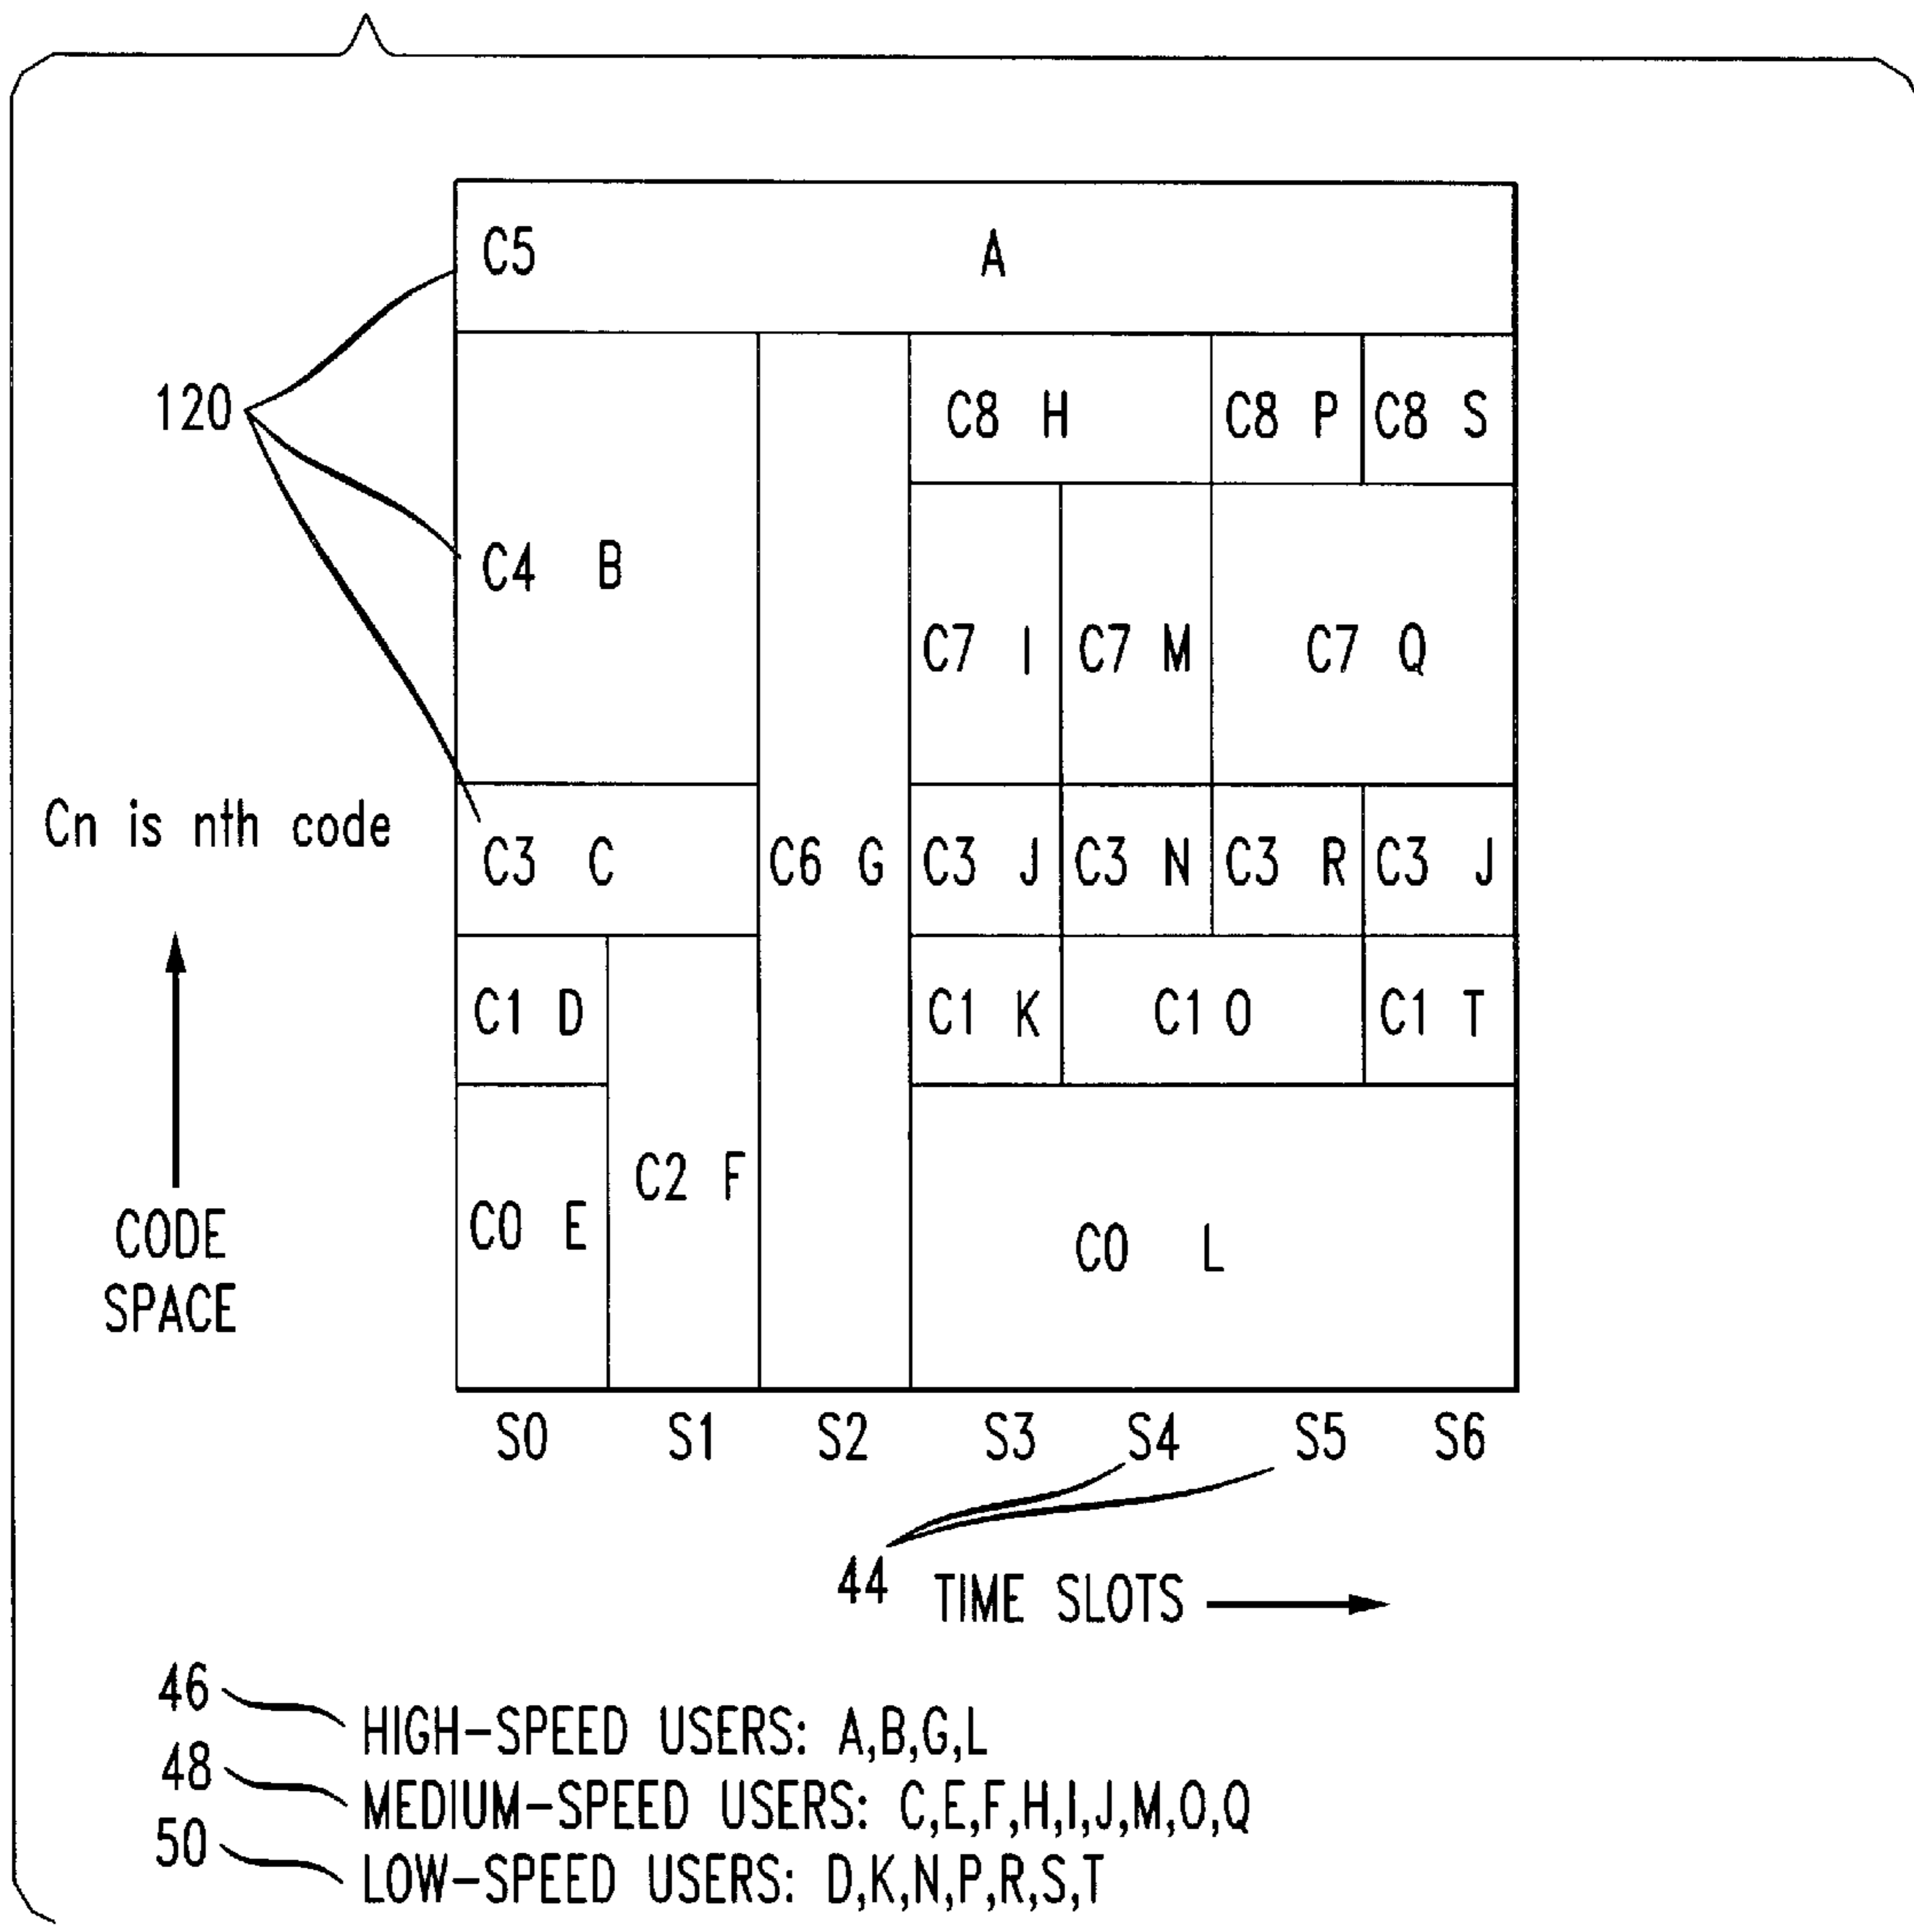 C5 A
120
C8 H C8 P C8 S
C4 B
C7 I C7 M C7 Q
Cn is nth code
C3 C C6 G C3 J C3 N C3 R C3 J
C1 D C1 K C1 O C1 T
C2 F
C0 E C0 L
CODE
SPACE
S0 S1 S2 S3 S4 S5 S6
44 TIME SLOTS
46 HIGH-SPEED USERS: A,B,G,L
48 MEDIUM-SPEED USERS: C,E,F,H,I,J,M,O,Q
50 LOW-SPEED USERS: D,K,N,P,R,S,T